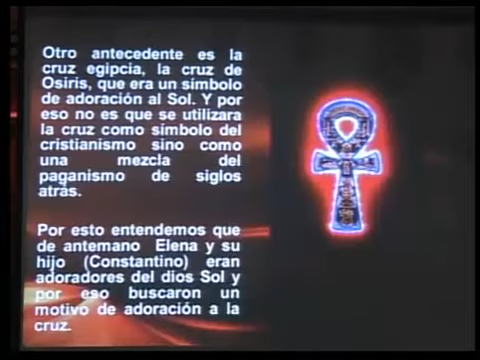 Otro antecedente es la
cruz egipcia, la cruz de
Osiris, que era un símbolo
de adoración al Sol. Y por
eso no es que se utilizara
la cruz como símbolo del
cristianismo sino como
una mezcla del
paganismo de siglos
atrás.
Por esto entendemos que
de antemano Elena y su
hijo (Constantino) eran
adoradores del dios Sol y
por eso buscaron un
motivo de adoración a la
cruz.